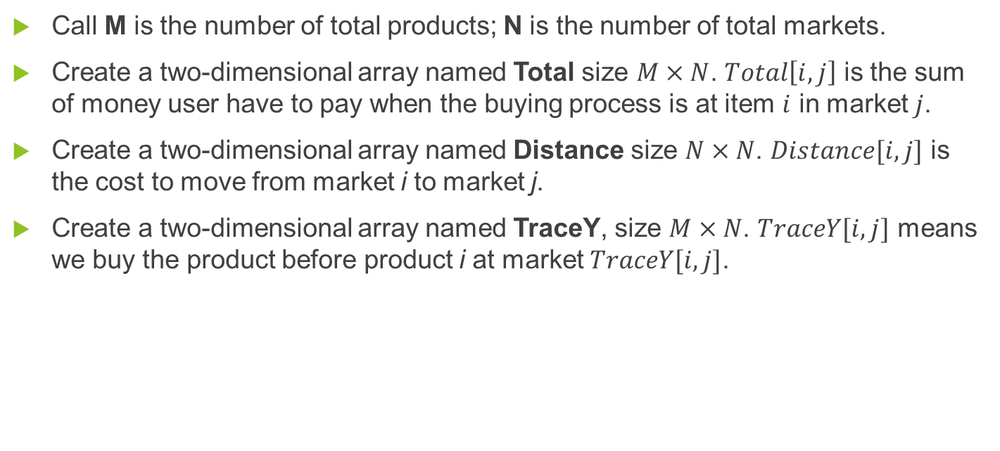 Call M is the number of total products; N is the number of total markets.
Create a two-dimensional array named Total size M × N. Total[i, j] is the sum
of money user have to pay when the buying process is at item i in market j.
Create a two-dimensional array named Distance size N × N. Distance[i, j] is
the cost to move from market i to market j.
Create a two-dimensional array named TraceY, size M × N. TraceY[i, j] means
we buy the product before product i at market TraceY[i, j].